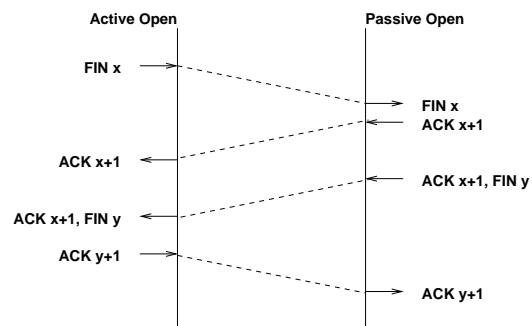 Active Open
Passive Open
FIN x
FIN x
ACK x+1
ACK x+1
ACK x+1, FIN y
ACK x+1, FIN y
ACK y+1
ACK y+1